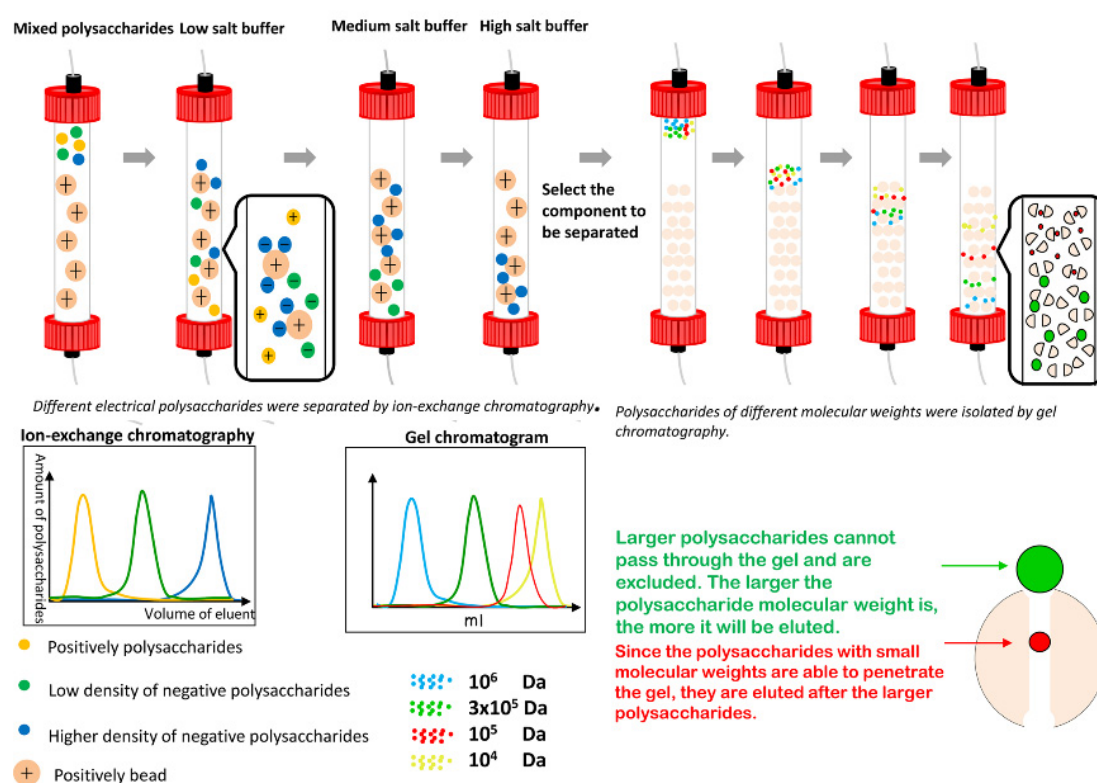 Mixed polysaccharides Low salt buffer Medium salt buffer High salt buffer
Select the
component to
be separated
Different electrical polysaccharides were separated by ion-exchange chromatography.
Polysaccharides of different molecular weights were isolated by gel
chromatography.
Ion-exchange chromatography
Amount of polysaccharides
Volume of eluent
Gel chromatogram
ml
Positively polysaccharides
Low density of negative polysaccharides
Higher density of negative polysaccharides
+ Positively bead
10⁶ Da
3x10⁵ Da
10⁵ Da
10⁴ Da
Larger polysaccharides cannot
pass through the gel and are
excluded. The larger the
polysaccharide molecular weight is,
the more it will be eluted.
Since the polysaccharides with small
molecular weights are able to penetrate
the gel, they are eluted after the larger
polysaccharides.